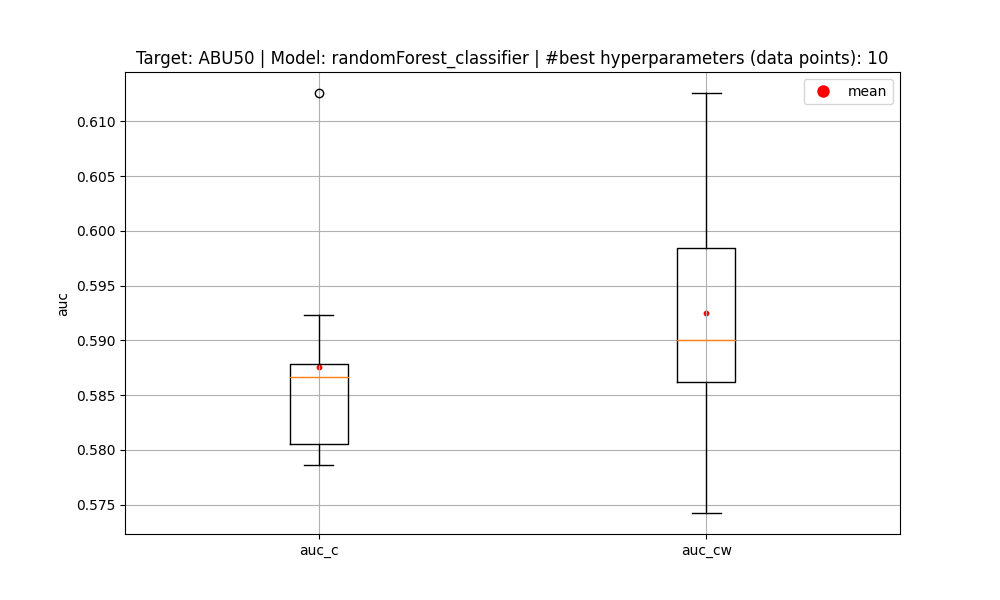 Target: ABU50 | Model: randomForest_classifier | #best hyperparameters (data points): 10
mean
0.610
0.605
0.600
0.595
0.590
0.585
0.580
0.575
auc
auc_c
auc_cw